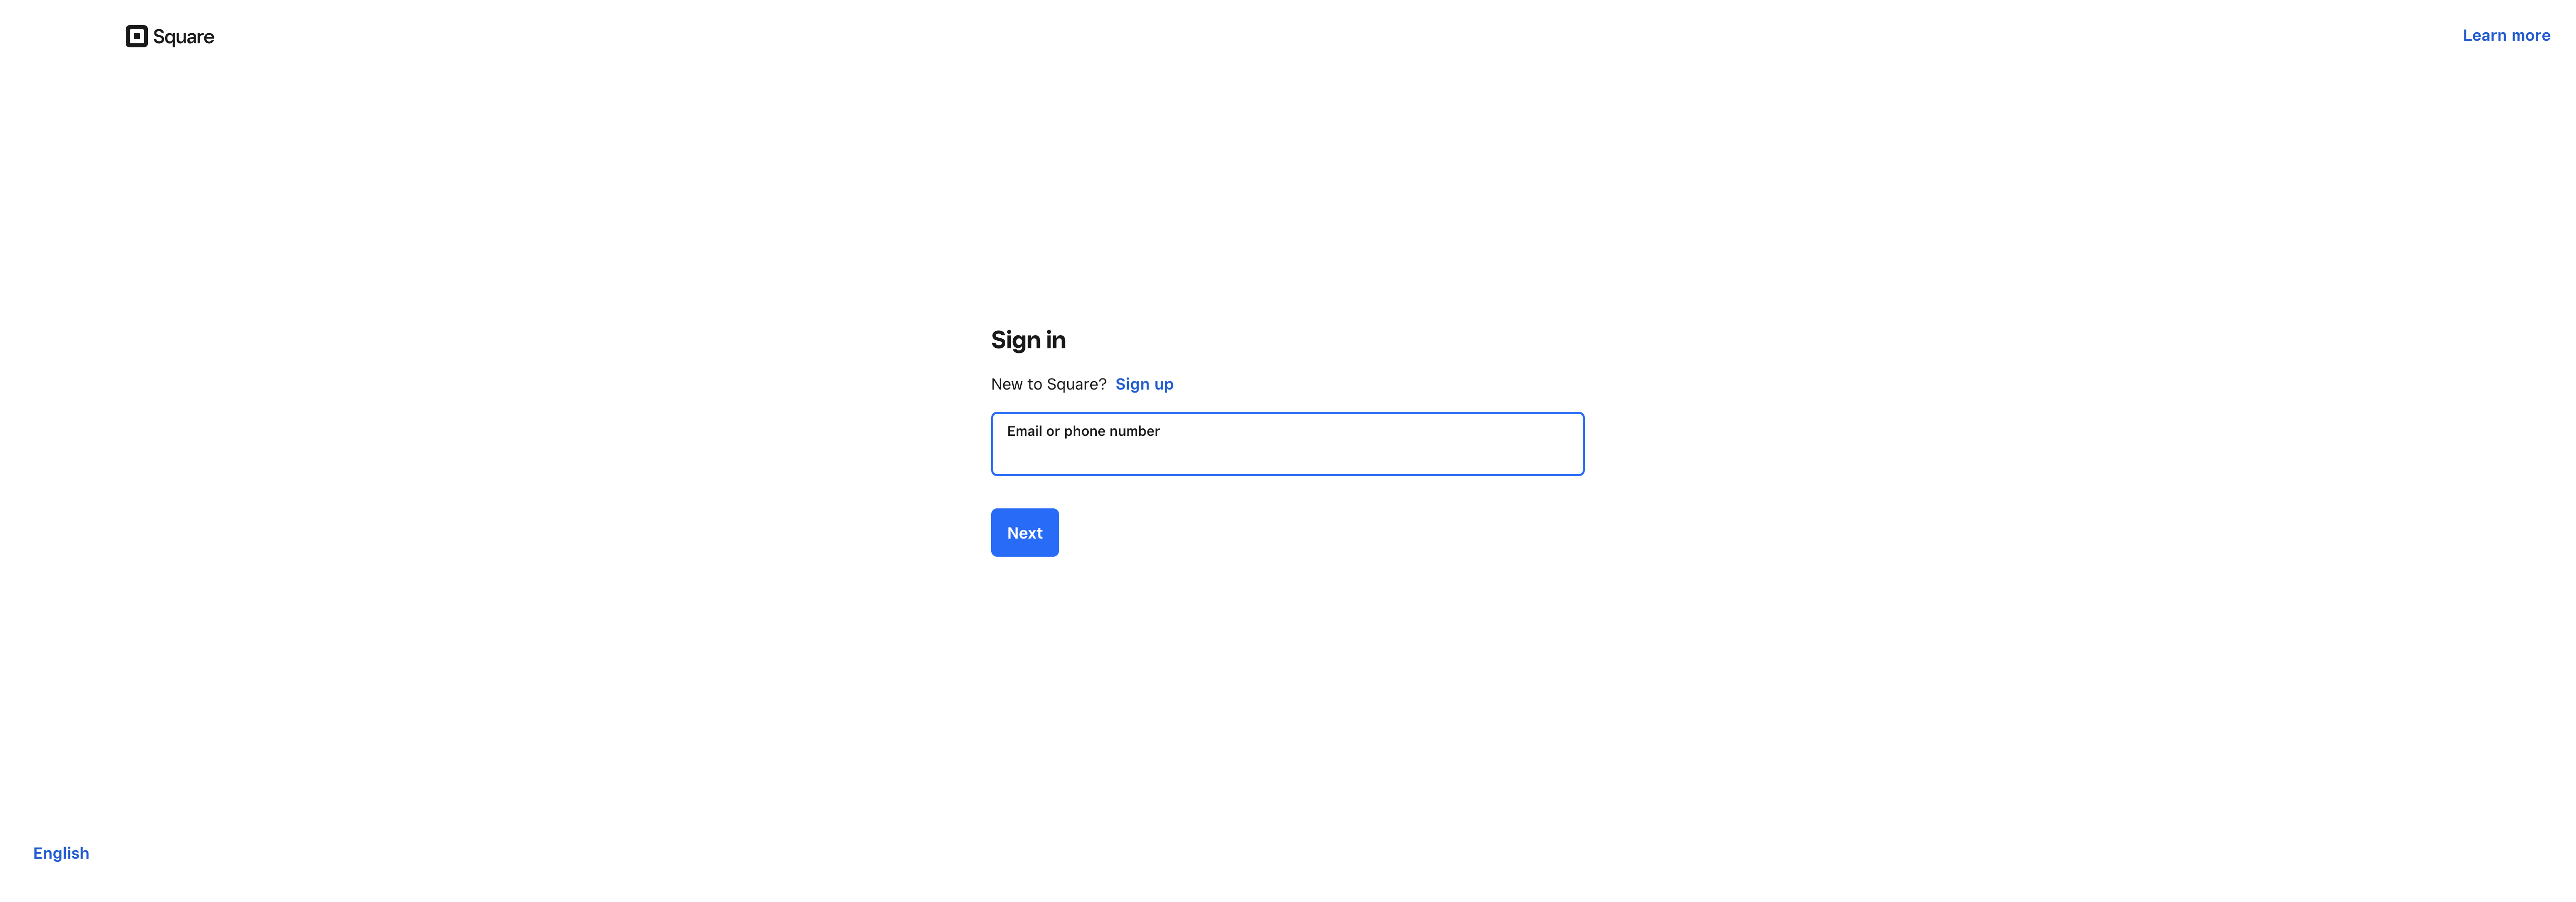 Square
Learn more
Sign in
New to Square? Sign up
Email or phone number
Next
English